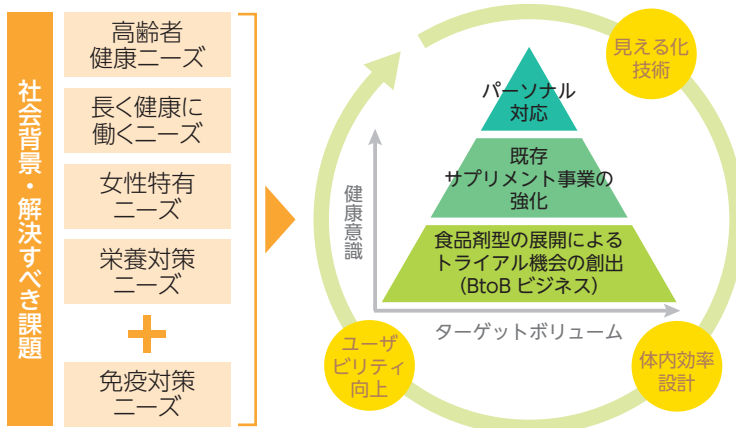 社会背景・解決すべき課題
高齢者
健康ニーズ
長く健康に
働くニーズ
女性特有
ニーズ
栄養対策
ニーズ
+
免疫対策
ニーズ
見える化
技術
パーソナル
対応
既存
サプリメント事業の
強化
食品剤型の展開による
トライアル機会の創出
(BtoB ビジネス)
健康意識
ターゲットボリューム
ユーザ
ビリティ
向上
体内効率
設計